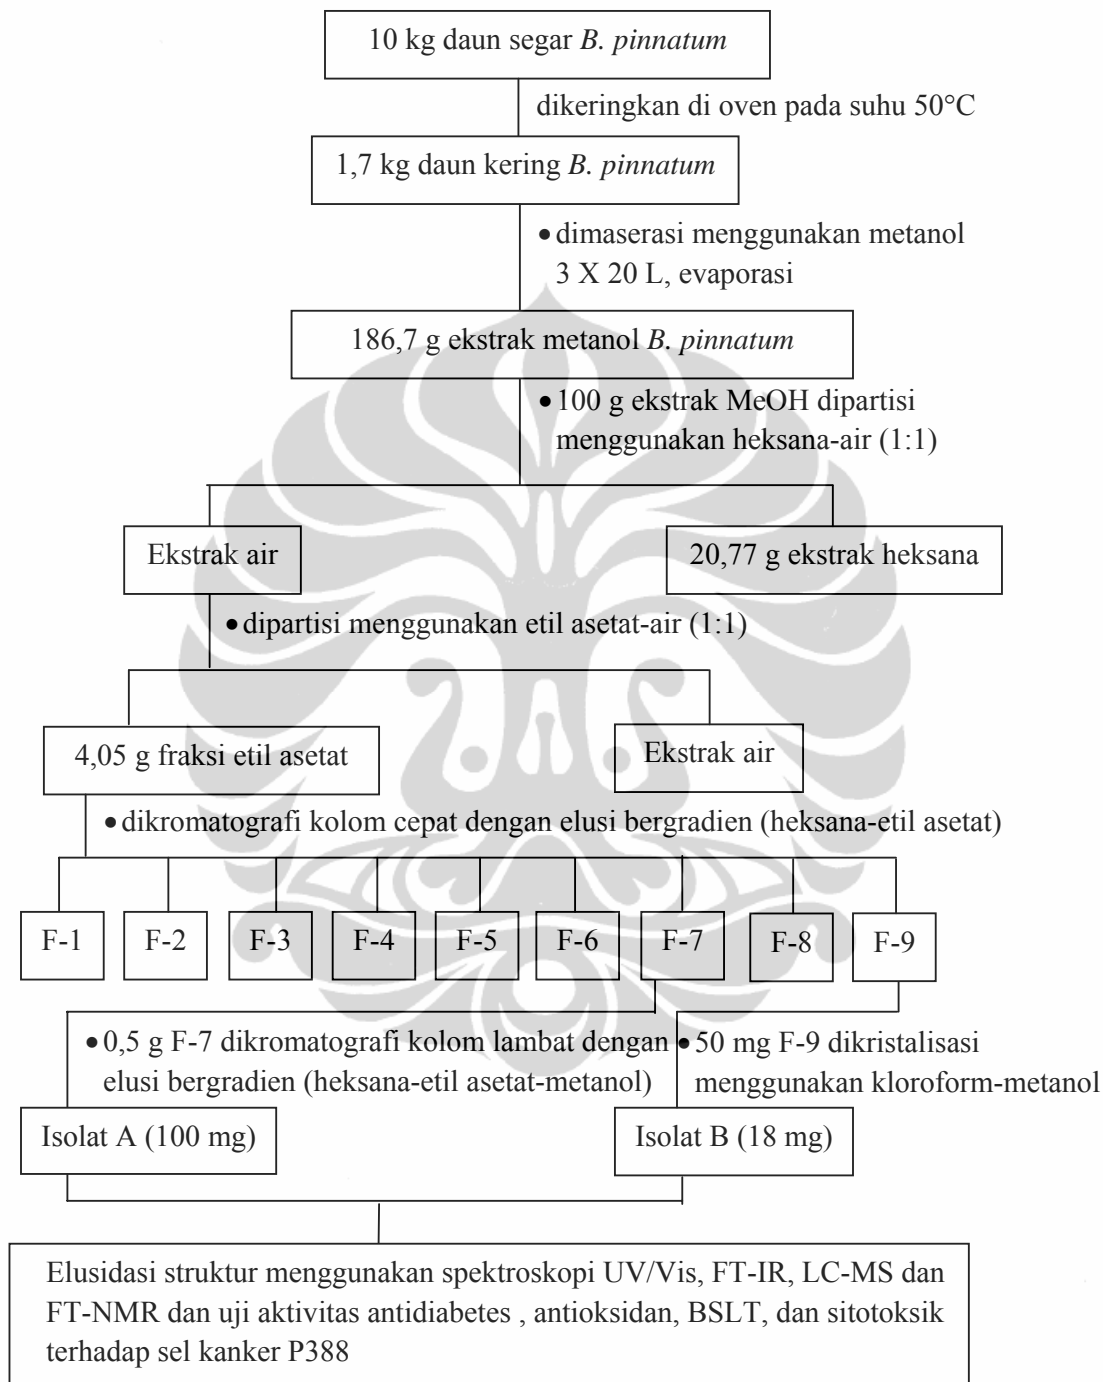 10 kg daun segar B. pinnatum
dikeringkan di oven pada suhu 50°C
1,7 kg daun kering B. pinnatum
• dimaserasi menggunakan metanol
3 X 20 L, evaporasi
186,7 g ekstrak metanol B. pinnatum
• 100 g ekstrak MeOH dipartisi
menggunakan heksana-air (1:1)
Ekstrak air
20,77 g ekstrak heksana
• dipartisi menggunakan etil asetat-air (1:1)
4,05 g fraksi etil asetat
Ekstrak air
• dikromatografi kolom cepat dengan elusi bergradien (heksana-etil asetat)
F-1
F-2
F-3
F-4
F-5
F-6
F-7
F-8
F-9
• 0,5 g F-7 dikromatografi kolom lambat dengan
elusi bergradien (heksana-etil asetat-metanol)
• 50 mg F-9 dikristalisasi
menggunakan kloroform-metanol
Isolat A (100 mg)
Isolat B (18 mg)
Elusidasi struktur menggunakan spektroskopi UV/Vis, FT-IR, LC-MS dan
FT-NMR dan uji aktivitas antidiabetes , antioksidan, BSLT, dan sitotoksik
terhadap sel kanker P388